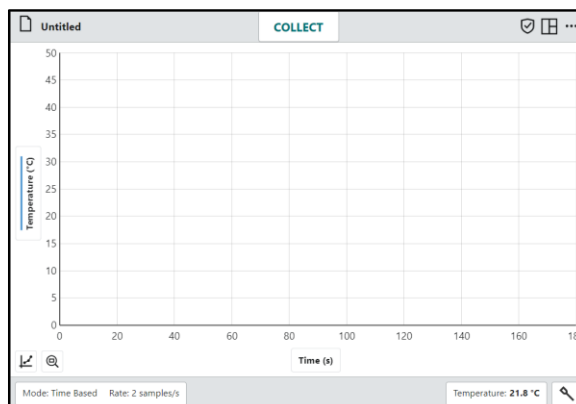 Untitled
COLLECT
50
45
40
35
30
25
20
15
10
5
0
Temperature (°C)
0 20 40 60 80 100 120 140 160 18
Time (s)
Mode: Time Based Rate: 2 samples/s
Temperature: 21.8 °C